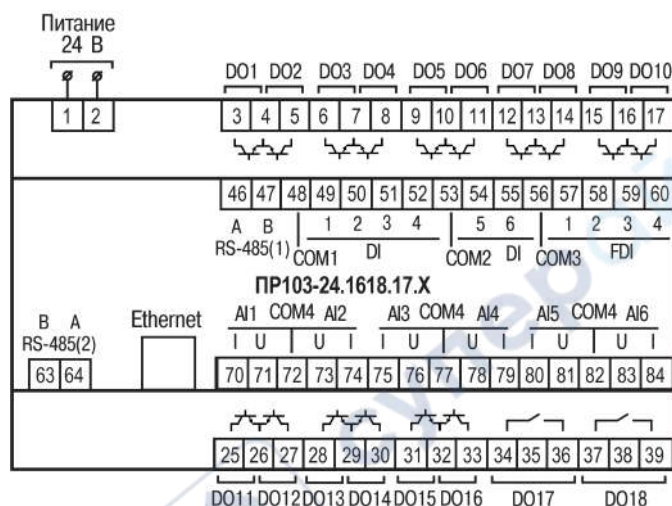 Питание
24 В
DO1 DO2 DO3 DO4 DO5 DO6 DO7 DO8 DO9 DO10
1 2 3 4 5 6 7 8 9 10 11 12 13 14 15 16 17
46 47 48 49 50 51 52 53 54 55 56 57 58 59 60
A B 1 2 3 4 5 6 1 2 3 4
RS-485(1) COM1 DI COM2 DI COM3 FDI
ПР103-24.1618.17.X
B A Ethernet AI1 COM4 AI2 AI3 COM4 AI4 AI5 COM4 AI6
RS-485(2) I U U I I U U I I U U I
63 64 70 71 72 73 74 75 76 77 78 79 80 81 82 83 84
25 26 27 28 29 30 31 32 33 34 35 36 37 38 39
DO11 DO12 DO13 DO14 DO15 DO16 DO17 DO18